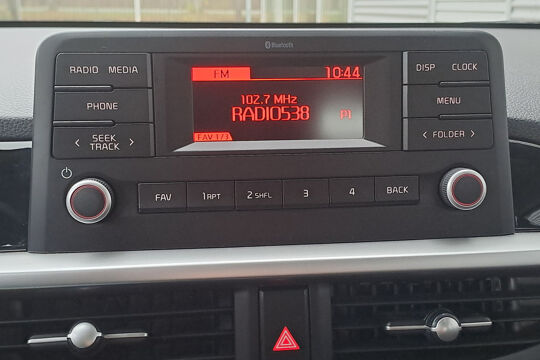 Bluetooth
RADIO MEDIA
PHONE
< SEEK TRACK >
FM 10:44
102.7 MHz
RADIO538 P1
FAV 1/3
DISP CLOCK
MENU
< FOLDER >
FAV 1 RPT 2 SHFL 3 4 BACK